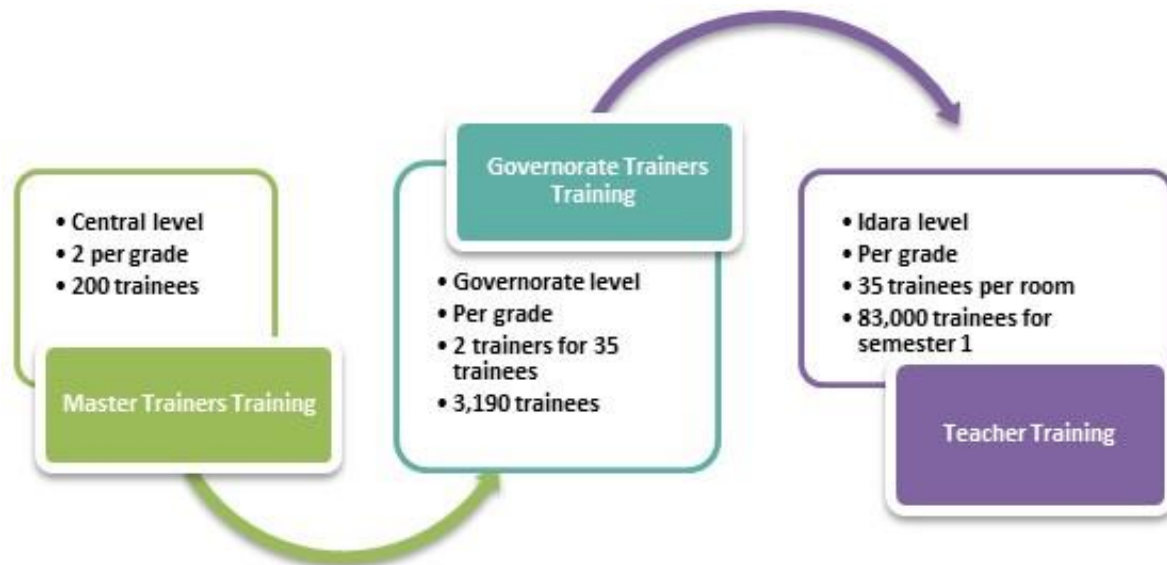 • Central level
• 2 per grade
• 200 trainees
Master Trainers Training
Governorate Trainers
Training
• Governorate level
• Per grade
• 2 trainers for 35
trainees
• 3,190 trainees
• Idara level
• Per grade
• 35 trainees per room
• 83,000 trainees for
semester 1
Teacher Training